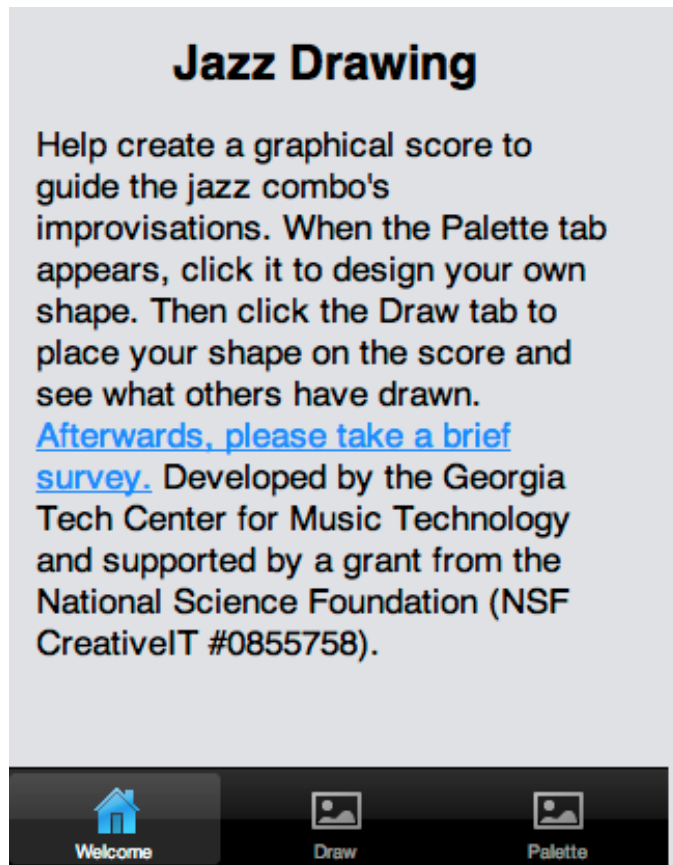 Jazz Drawing
Help create a graphical score to
guide the jazz combo's
improvisations. When the Palette tab
appears, click it to design your own
shape. Then click the Draw tab to
place your shape on the score and
see what others have drawn.
Afterwards, please take a brief
survey. Developed by the Georgia
Tech Center for Music Technology
and supported by a grant from the
National Science Foundation (NSF
CreativeIT #0855758).
Welcome Draw Palette